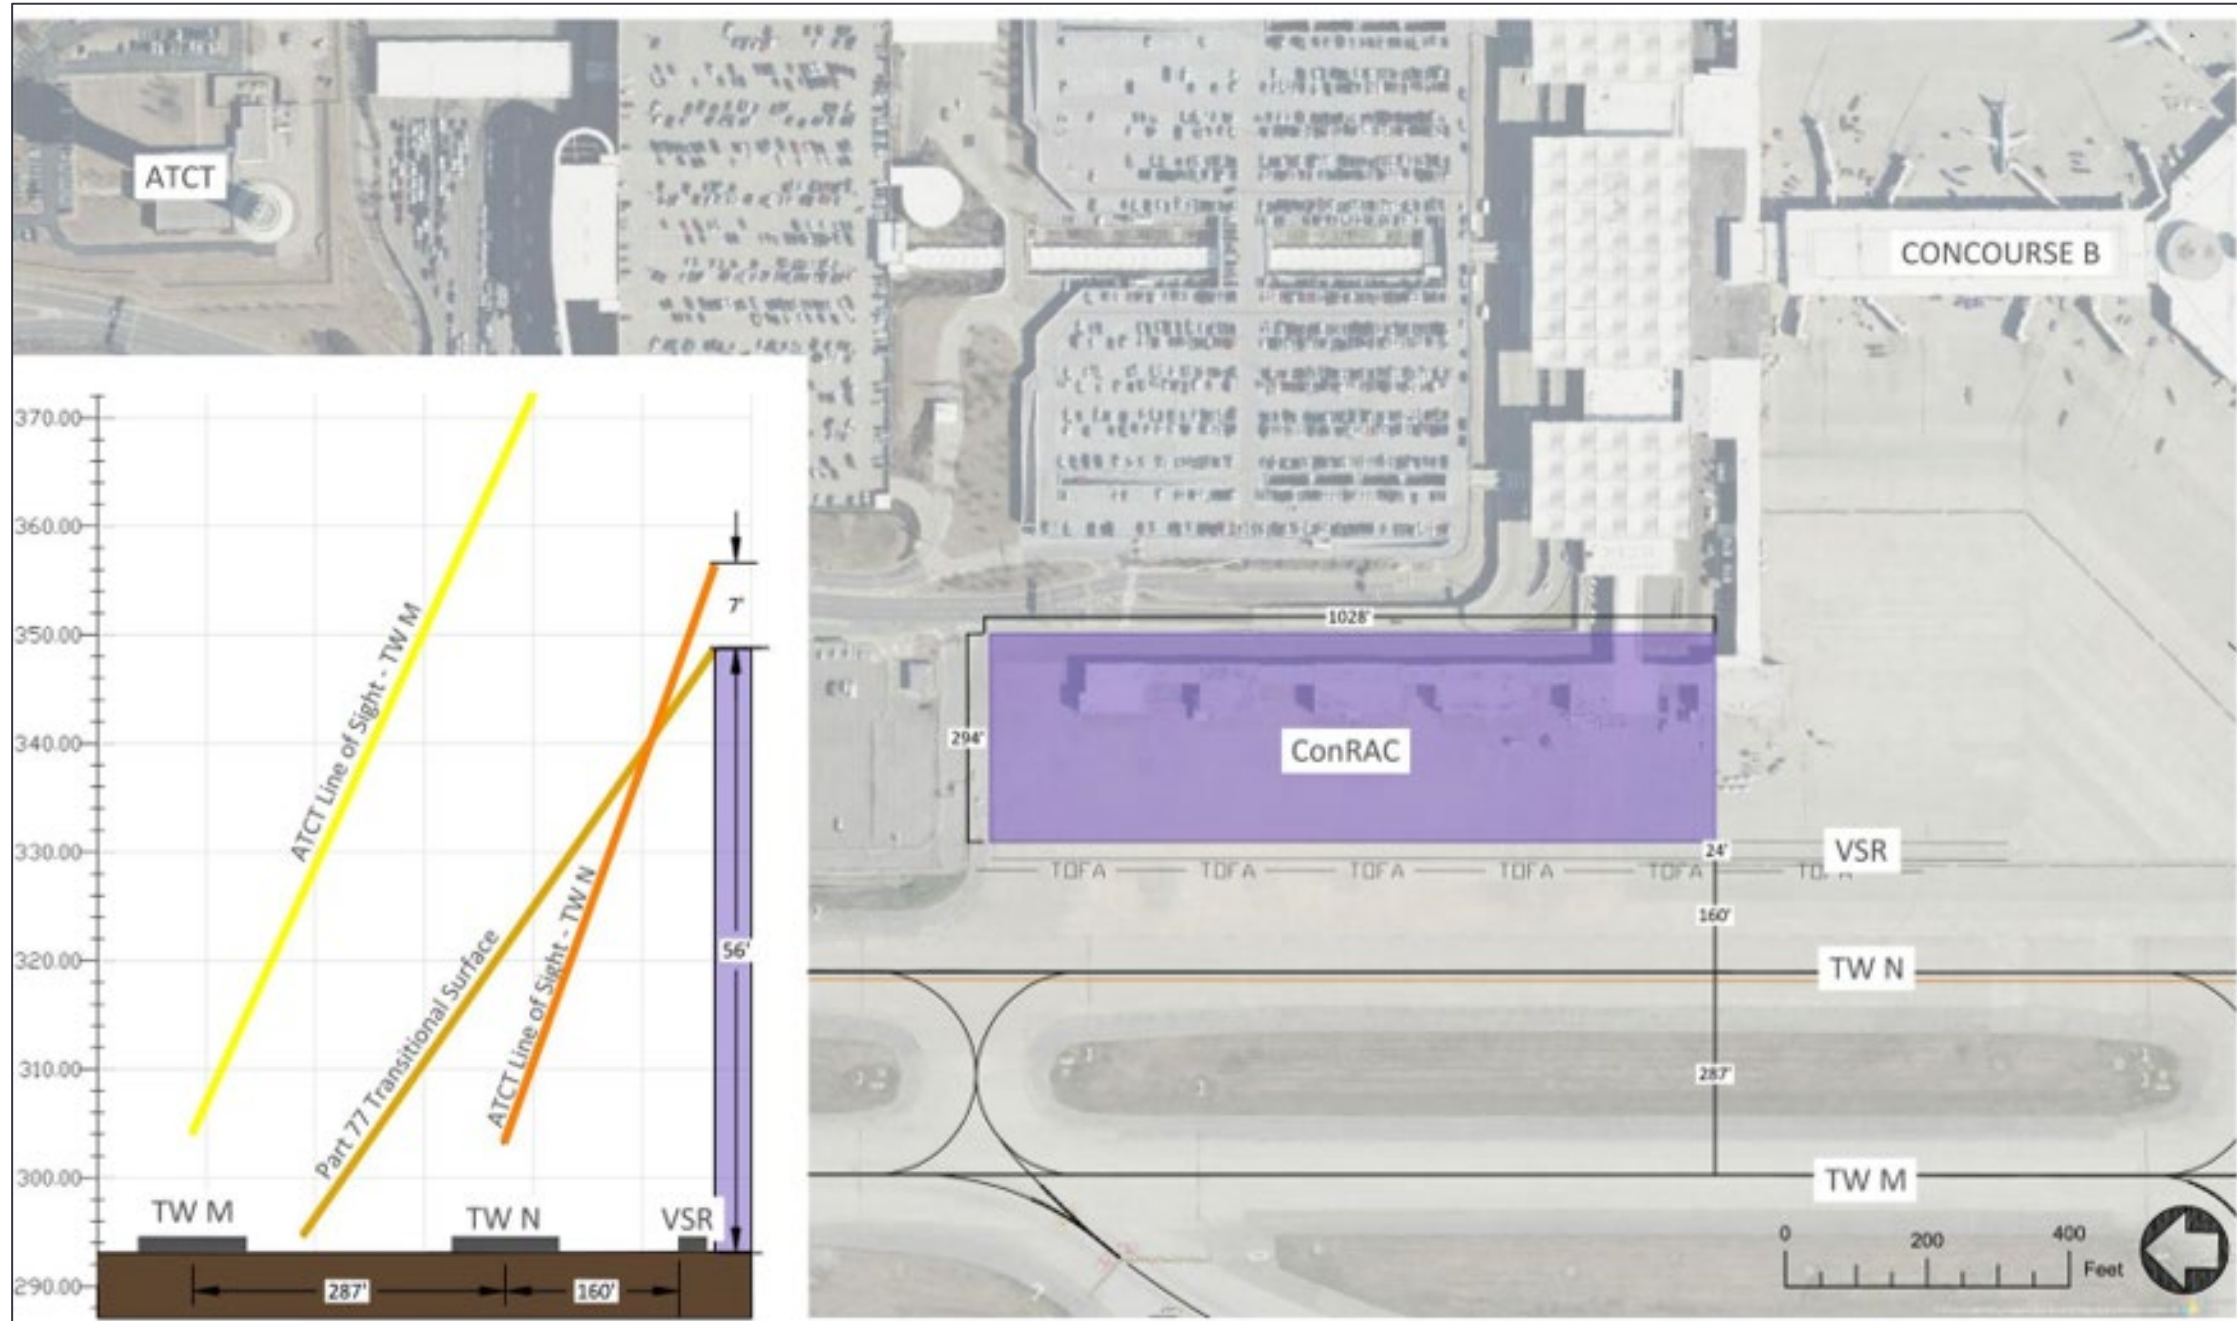 ATCT
CONCOURSE B
370.00
360.00
350.00
340.00
330.00
320.00
310.00
300.00
290.00
ATCT Line of Sight - TW M
Part 77 Transitional Surface
ATCT Line of Sight - TW N
7'
56'
TW M
TW N
VSR
287'
160'
1028'
294'
ConRAC
24'
VSR
TOFA TOFA TOFA TOFA TOFA
160'
TW N
287'
TW M
0 200 400
Feet